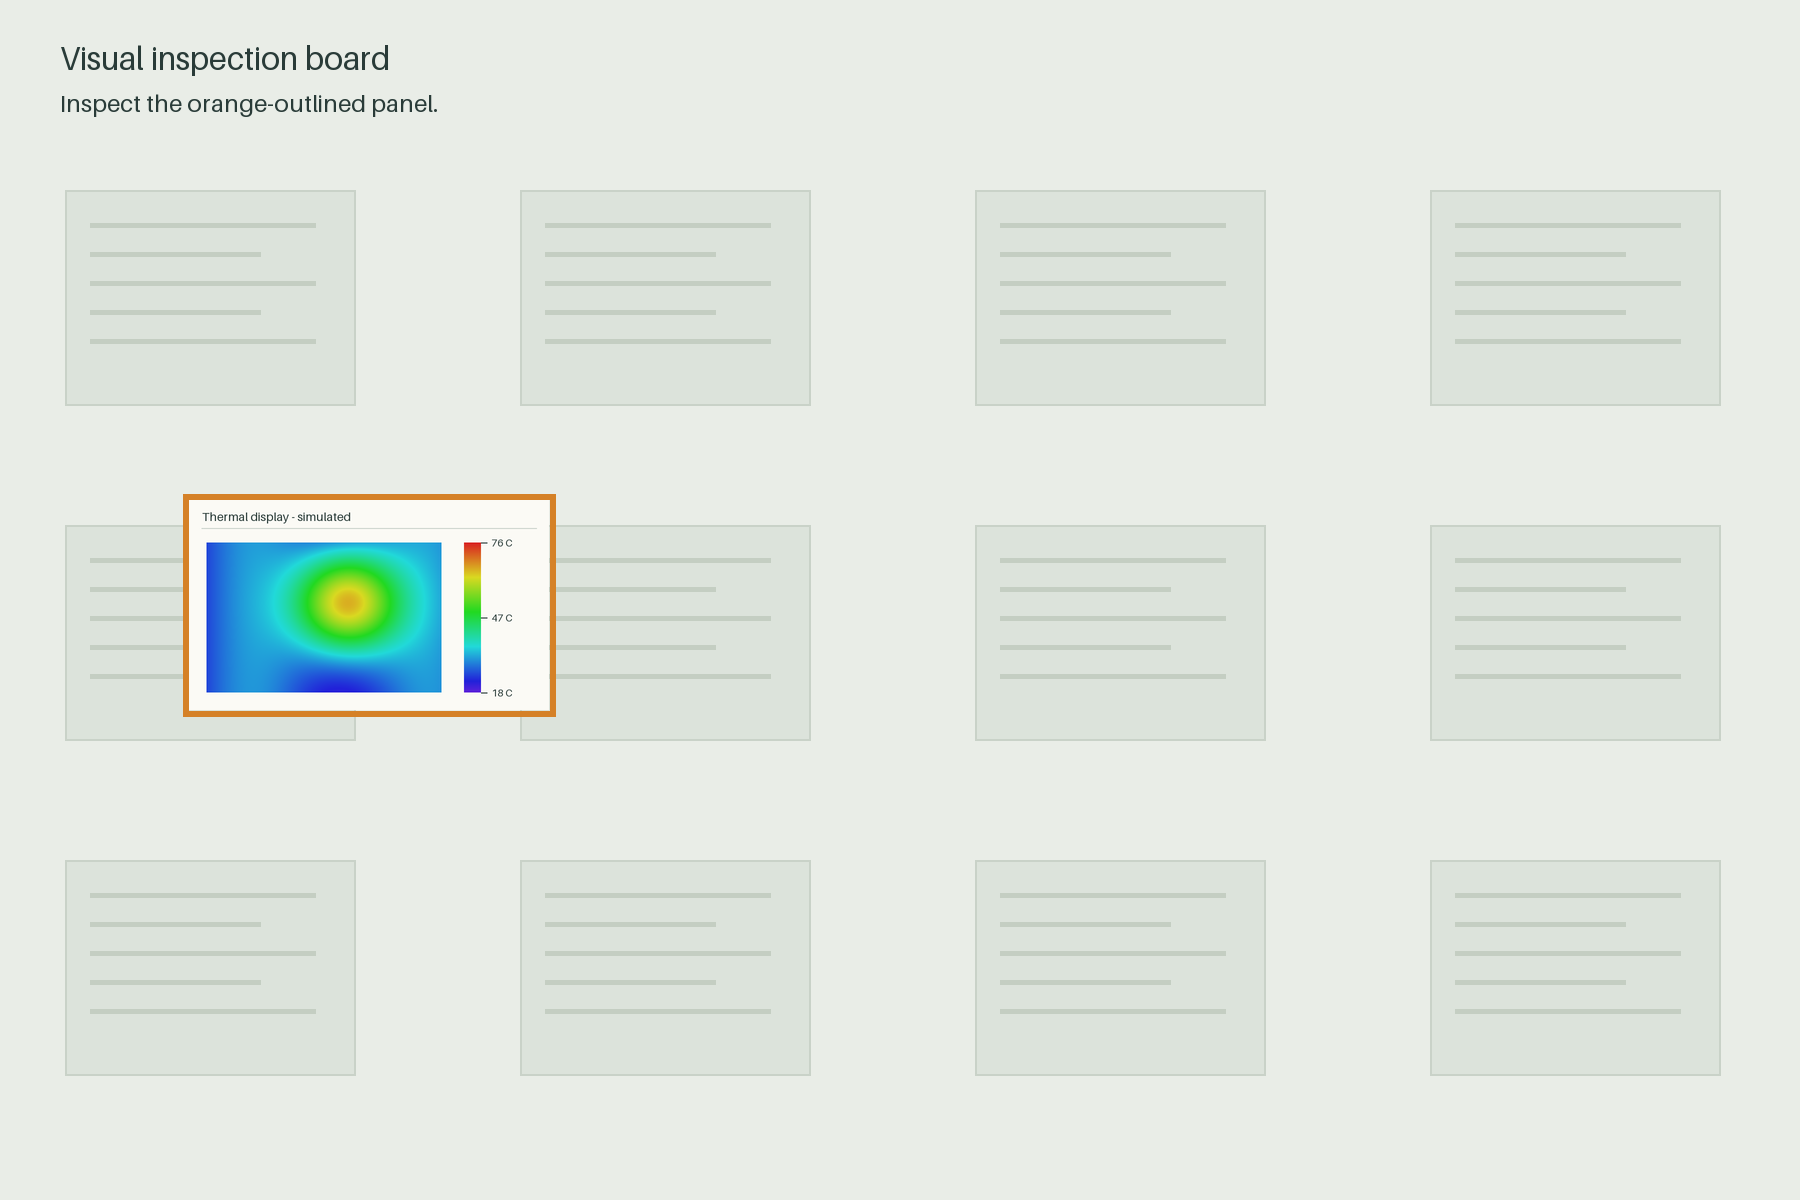 Visual inspection board
Inspect the orange-outlined panel.
Thermal display - simulated
76 C
47 C
18 C